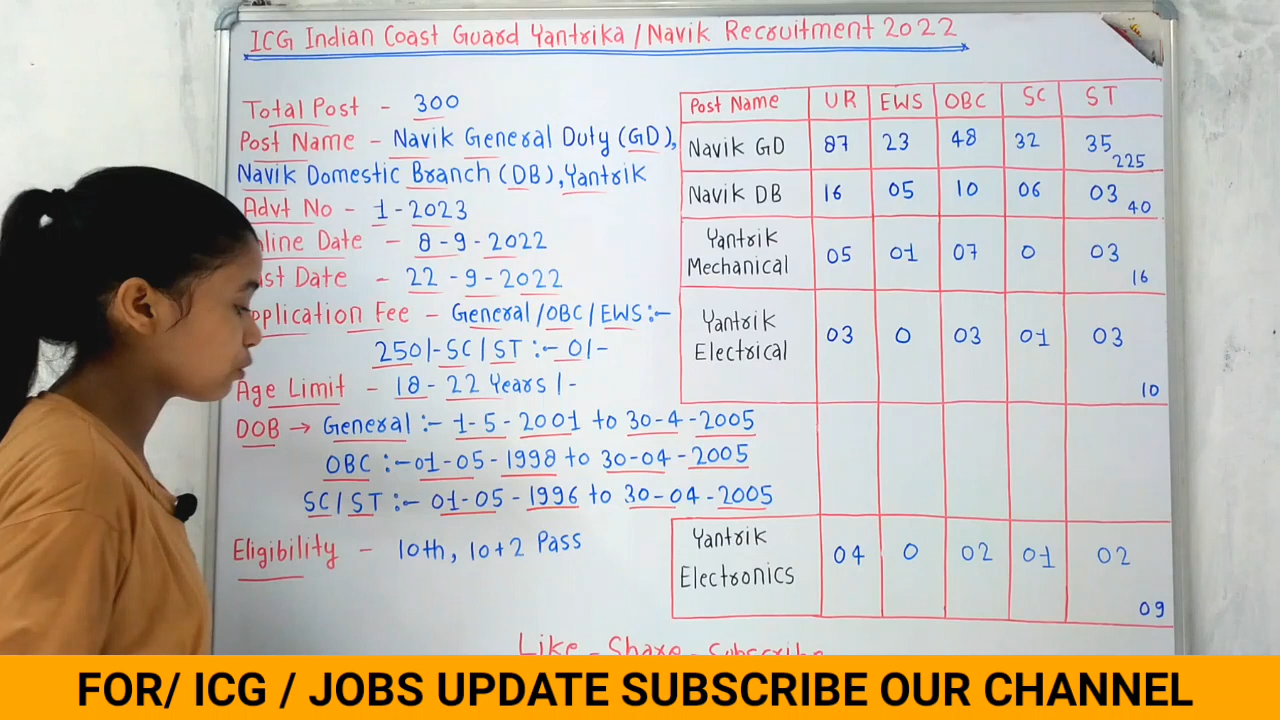 ICG Indian Coast Guard Yantrika / Navik Recruitment 2022
Total Post - 300
Post Name - Navik General Duty (GD),
Navik Domestic Branch (DB), Yantrik
Advt No - 1-2023
nline Date - 8-9-2022
st Date - 22-9-2022
pplication Fee - General/OBC/EWS :-
250/- SC/ST :- 0/-
Age Limit - 18-22 Years /-
DOB → General :- 1-5-2001 to 30-4-2005
OBC :- 01-05-1998 to 30-04-2005
SC/ST :- 01-05-1996 to 30-04-2005
Eligibility - 10th, 10+2 Pass
Post Name UR EWS OBC SC ST
Navik GD 87 23 48 32 35 225
Navik DB 16 05 10 06 03 40
Yantrik
Mechanical 05 01 07 0 03 16
Yantrik
Electrical 03 0 03 01 03 10
Yantrik
Electronics 04 0 02 01 02 09
Like - Share - Subscribe
FOR/ ICG / JOBS UPDATE SUBSCRIBE OUR CHANNEL